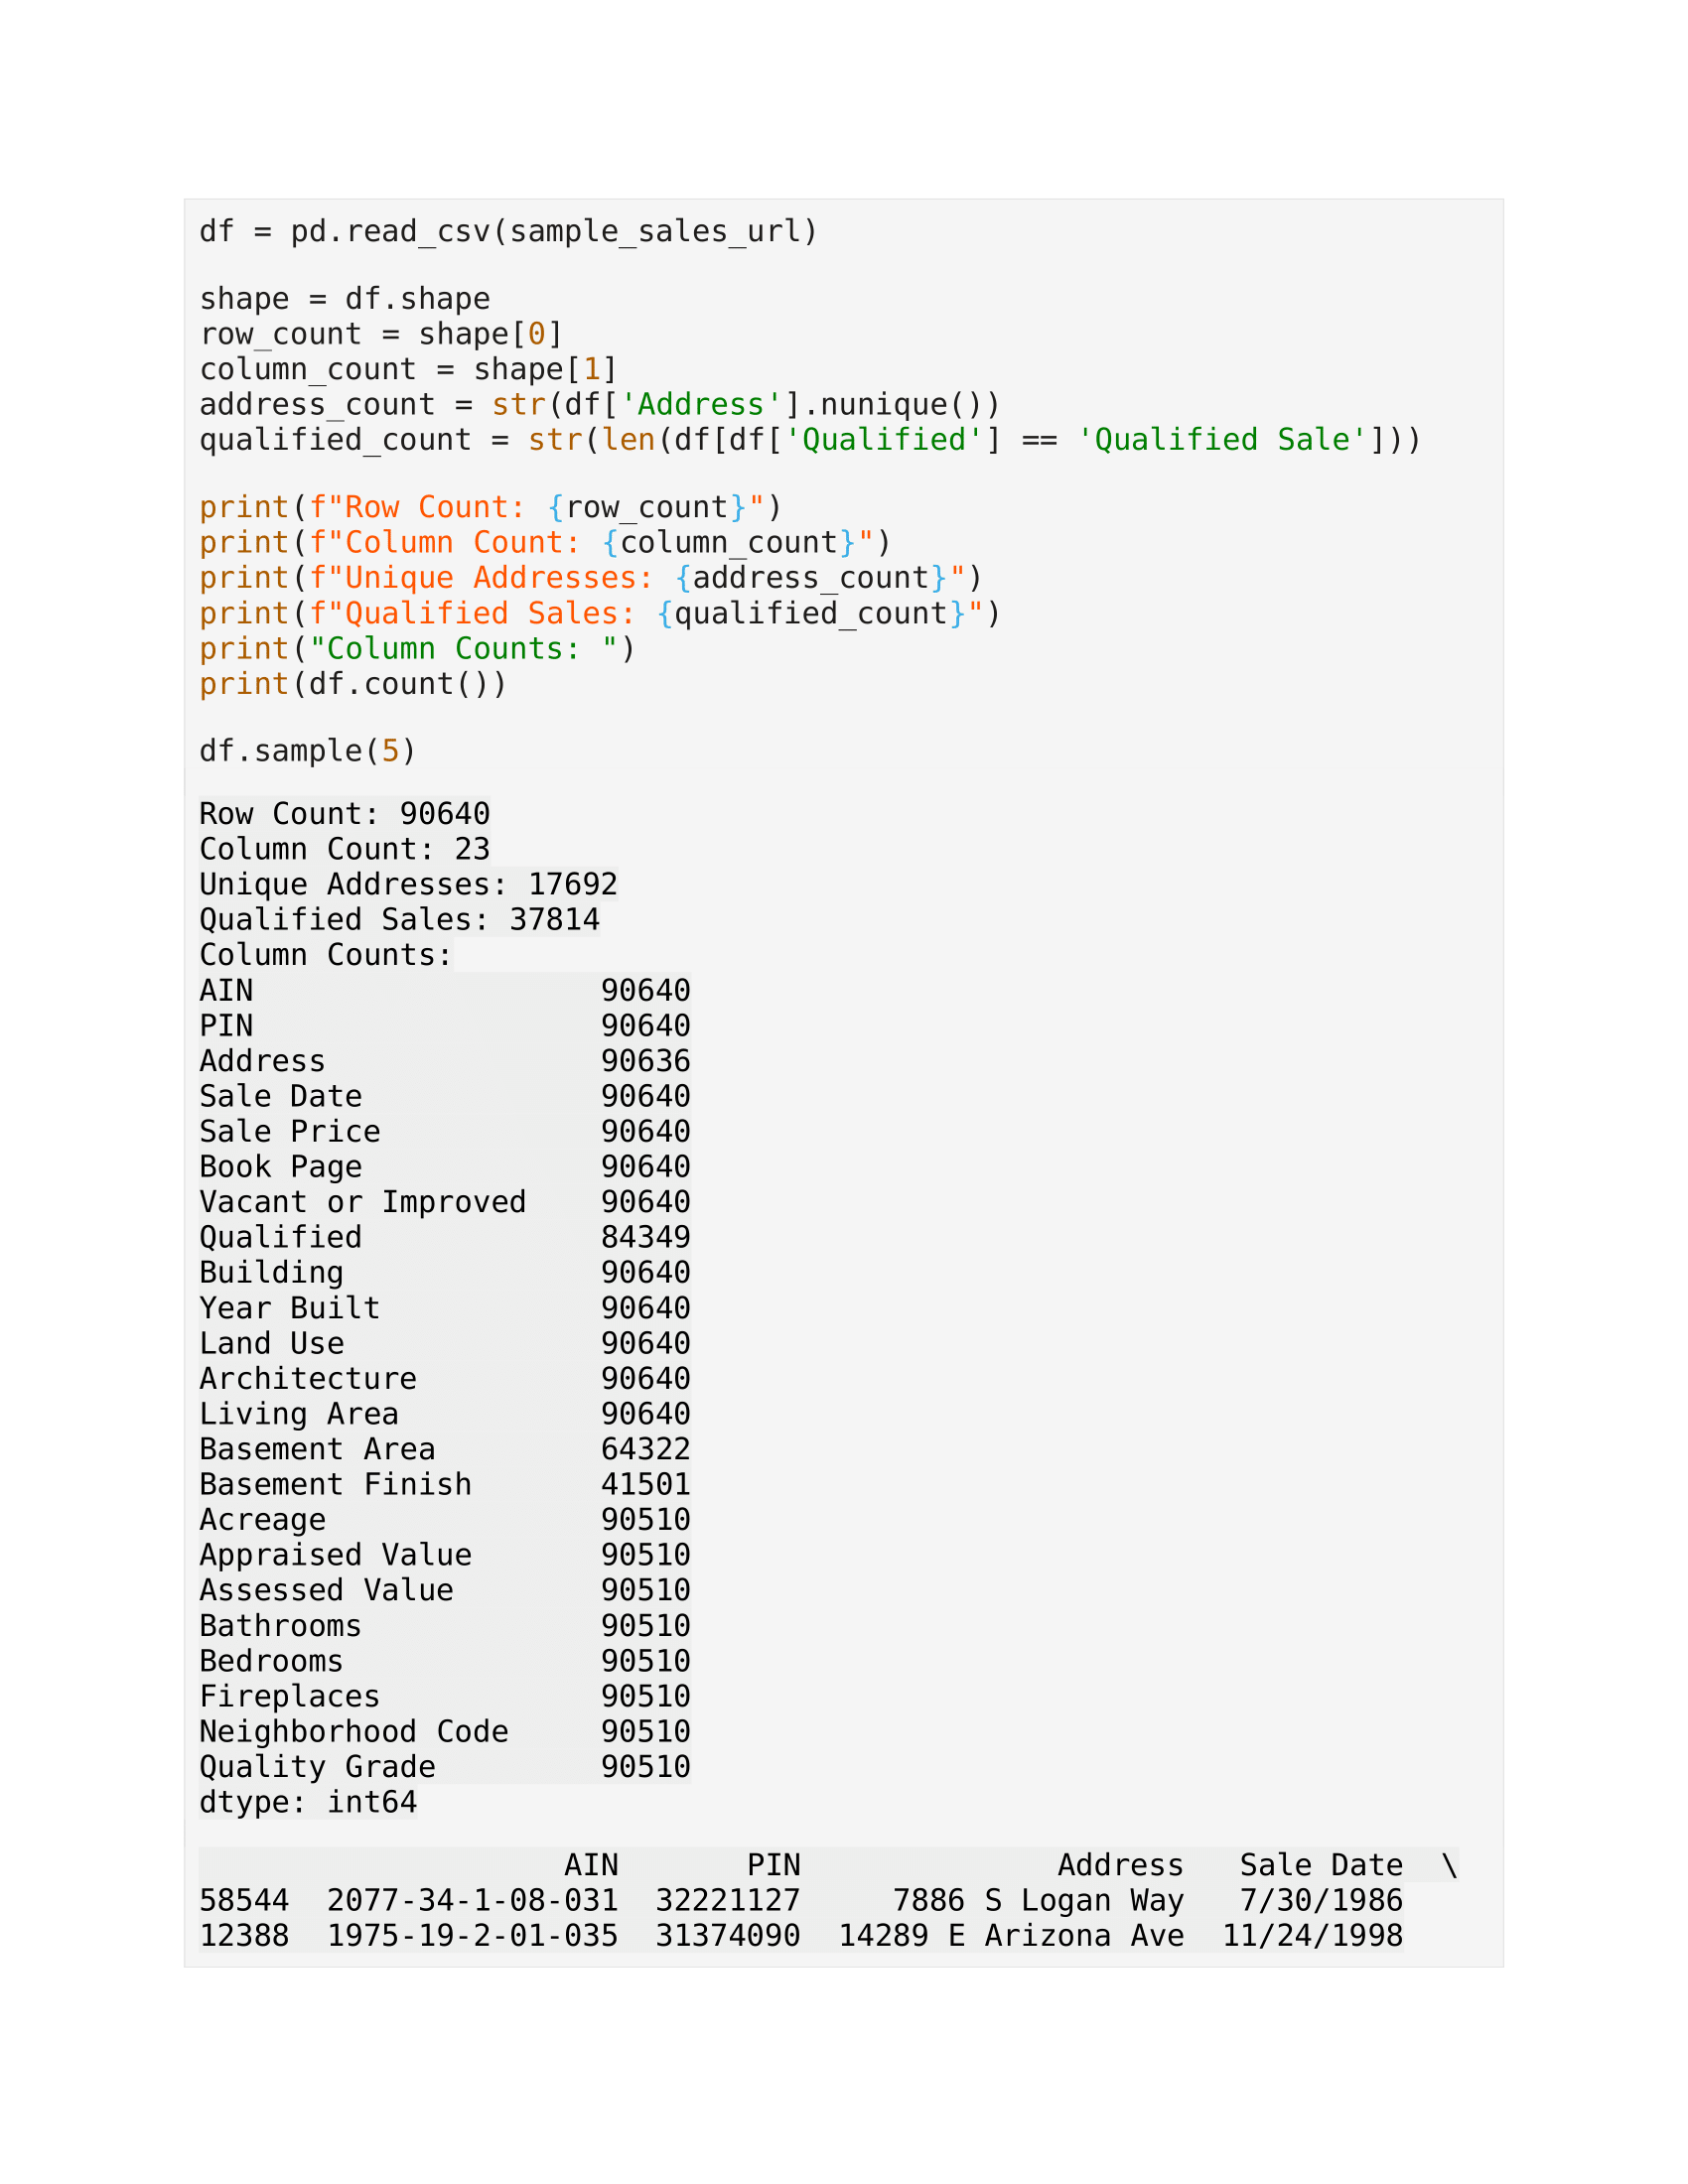 df = pd.read_csv(sample_sales_url)
shape = df.shape
row_count = shape[0]
column_count = shape[1]
address_count = str(df['Address'].nunique())
qualified_count = str(len(df[df['Qualified'] == 'Qualified Sale']))
print(f"Row Count: {row_count}")
print(f"Column Count: {column_count}")
print(f"Unique Addresses: {address_count}")
print(f"Qualified Sales: {qualified_count}")
print("Column Counts: ")
print(df.count())
df.sample(5)
Row Count: 90640
Column Count: 23
Unique Addresses: 17692
Qualified Sales: 37814
Column Counts:
AIN                   90640
PIN                   90640
Address               90636
Sale Date             90640
Sale Price            90640
Book Page             90640
Vacant or Improved    90640
Qualified             84349
Building              90640
Year Built            90640
Land Use              90640
Architecture          90640
Living Area           90640
Basement Area         64322
Basement Finish       41501
Acreage               90510
Appraised Value       90510
Assessed Value        90510
Bathrooms             90510
Bedrooms              90510
Fireplaces            90510
Neighborhood Code     90510
Quality Grade         90510
dtype: int64
                    AIN       PIN              Address   Sale Date  \
58544  2077-34-1-08-031  32221127     7886 S Logan Way   7/30/1986
12388  1975-19-2-01-035  31374090  14289 E Arizona Ave  11/24/1998